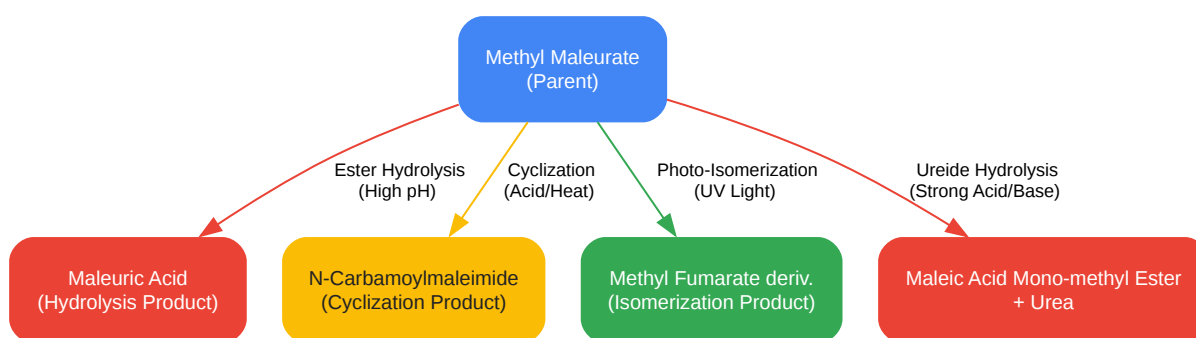 Methyl Maleurate
(Parent)
Ester Hydrolysis
(High pH)
Cyclization
(Acid/Heat)
Photo-Isomerization
(UV Light)
Ureide Hydrolysis
(Strong Acid/Base)
Maleuric Acid
(Hydrolysis Product)
N-Carbamoylmaleimide
(Cyclization Product)
Methyl Fumarate deriv.
(Isomerization Product)
Maleic Acid Mono-methyl Ester
+ Urea